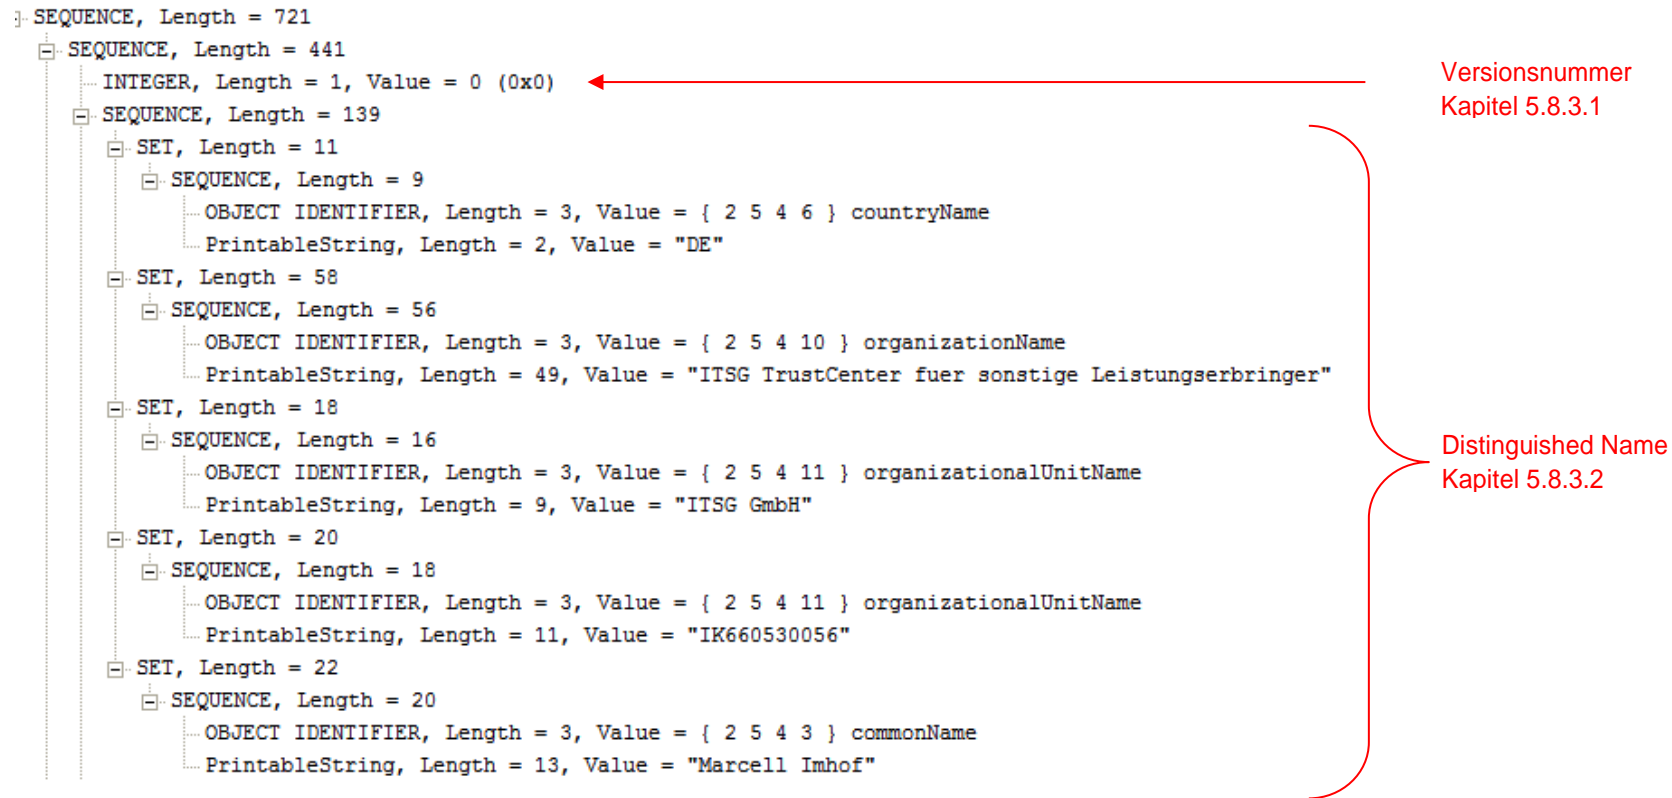 SEQUENCE, Length = 721
SEQUENCE, Length = 441
INTEGER, Length = 1, Value = 0 (0x0)
Versionsnummer
Kapitel 5.8.3.1
SEQUENCE, Length = 139
SET, Length = 11
SEQUENCE, Length = 9
OBJECT IDENTIFIER, Length = 3, Value = { 2 5 4 6 } countryName
PrintableString, Length = 2, Value = "DE"
SET, Length = 58
SEQUENCE, Length = 56
OBJECT IDENTIFIER, Length = 3, Value = { 2 5 4 10 } organizationName
PrintableString, Length = 49, Value = "ITSG TrustCenter fuer sonstige Leistungserbringer"
SET, Length = 18
SEQUENCE, Length = 16
OBJECT IDENTIFIER, Length = 3, Value = { 2 5 4 11 } organizationalUnitName
PrintableString, Length = 9, Value = "ITSG GmbH"
Distinguished Name
Kapitel 5.8.3.2
SET, Length = 20
SEQUENCE, Length = 18
OBJECT IDENTIFIER, Length = 3, Value = { 2 5 4 11 } organizationalUnitName
PrintableString, Length = 11, Value = "IK660530056"
SET, Length = 22
SEQUENCE, Length = 20
OBJECT IDENTIFIER, Length = 3, Value = { 2 5 4 3 } commonName
PrintableString, Length = 13, Value = "Marcell Imhof"